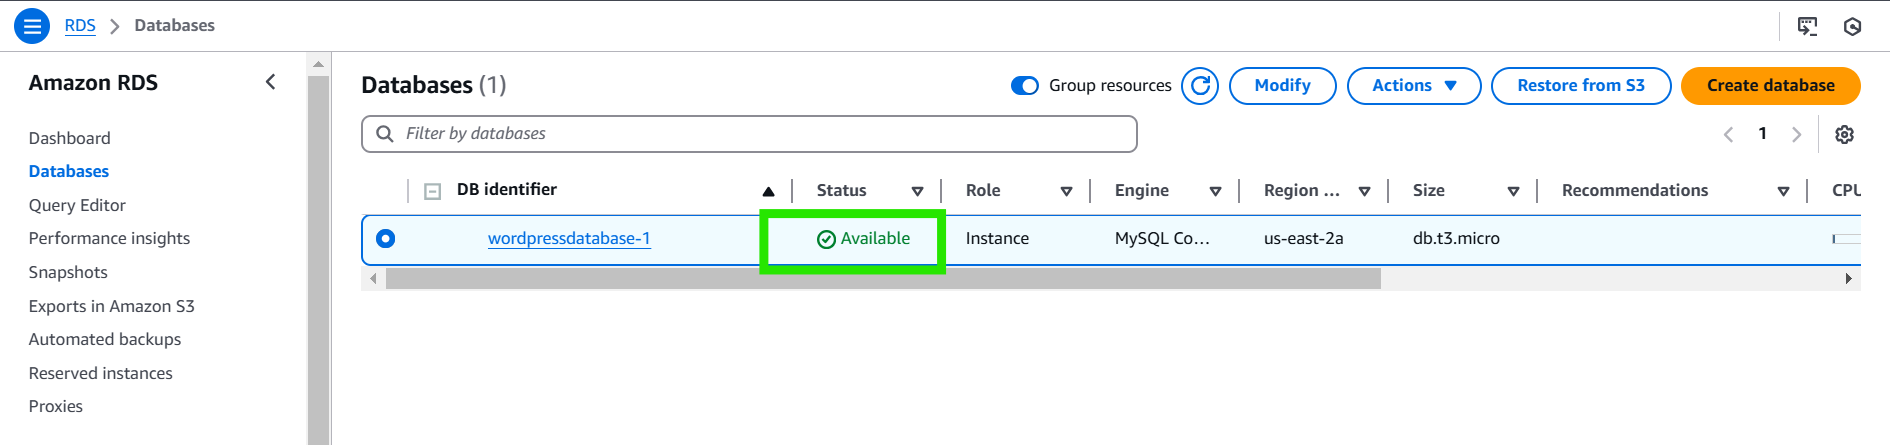 RDS > Databases
Amazon RDS
Dashboard
Databases
Query Editor
Performance insights
Snapshots
Exports in Amazon S3
Automated backups
Reserved instances
Proxies
Databases (1)
Group resources
Modify
Actions
Restore from S3
Create database
Filter by databases
1
DB identifier Status Role Engine Region ... Size Recommendations CPU
wordpressdatabase-1 Available Instance MySQL Co... us-east-2a db.t3.micro